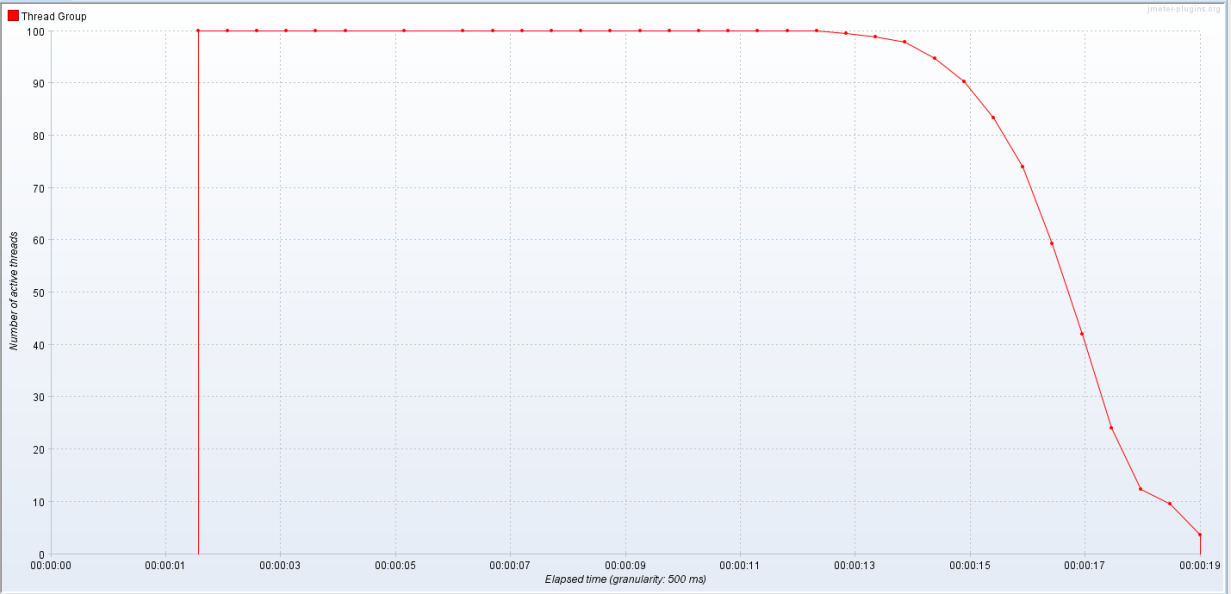 jmeter-plugins.org
Thread Group
100
90
80
70
60
50
40
30
20
10
0
Number of active threads
00:00:00 00:00:01 00:00:03 00:00:05 00:00:07 00:00:09 00:00:11 00:00:13 00:00:15 00:00:17 00:00:19
Elapsed time (granularity: 500 ms)